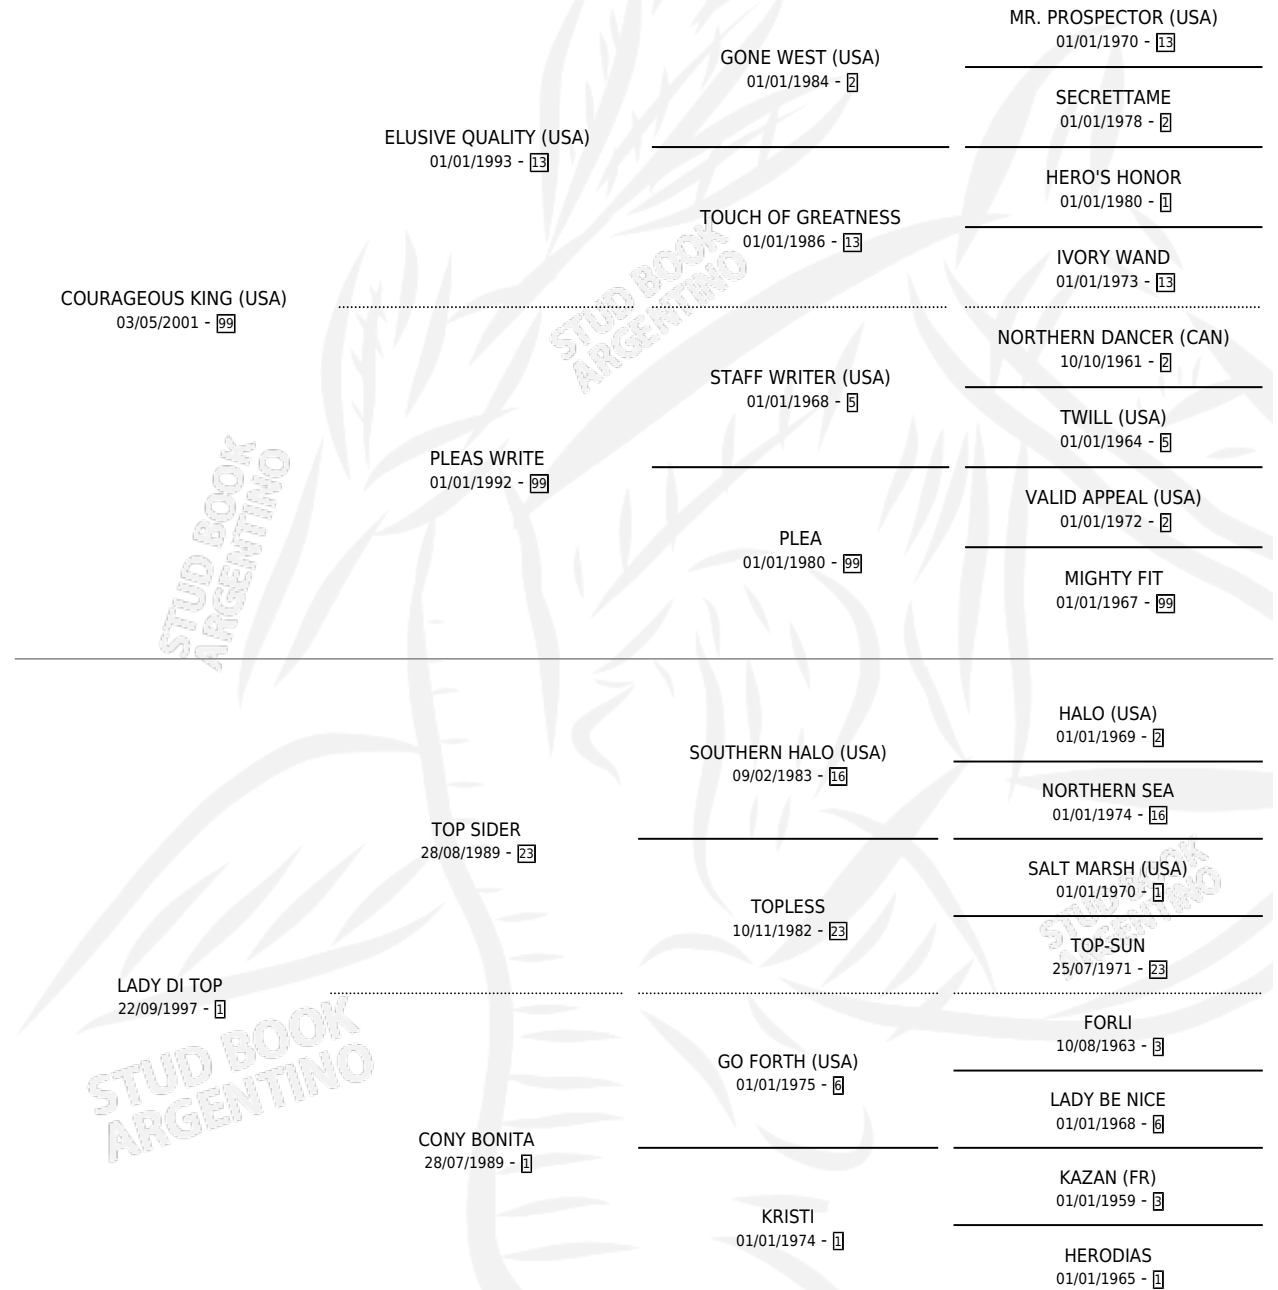 MR. PROSPECTOR (USA)
01/01/1970 - 13
GONE WEST (USA)
01/01/1984 - 2
SECRETTAME
01/01/1978 - 2
ELUSIVE QUALITY (USA)
01/01/1993 - 13
HERO'S HONOR
01/01/1980 - 1
TOUCH OF GREATNESS
01/01/1986 - 13
IVORY WAND
01/01/1973 - 13
COURAGEOUS KING (USA)
03/05/2001 - 99
NORTHERN DANCER (CAN)
10/10/1961 - 2
STAFF WRITER (USA)
01/01/1968 - 5
TWILL (USA)
01/01/1964 - 5
PLEAS WRITE
01/01/1992 - 99
VALID APPEAL (USA)
01/01/1972 - 2
PLEA
01/01/1980 - 99
MIGHTY FIT
01/01/1967 - 99
STUD BOOK
ARGENTINO
STUD BOOK
ARGENTINO
HALO (USA)
01/01/1969 - 2
SOUTHERN HALO (USA)
09/02/1983 - 16
NORTHERN SEA
01/01/1974 - 16
TOP SIDER
28/08/1989 - 23
SALT MARSH (USA)
01/01/1970 - 1
TOPLESS
10/11/1982 - 23
TOP-SUN
25/07/1971 - 23
STUD BOOK
ARGENTINO
LADY DI TOP
22/09/1997 - 1
FORLI
10/08/1963 - 3
GO FORTH (USA)
01/01/1975 - 6
LADY BE NICE
01/01/1968 - 6
STUD BOOK
ARGENTINO
CONY BONITA
28/07/1989 - 1
KAZAN (FR)
01/01/1959 - 3
KRISTI
01/01/1974 - 1
HERODIAS
01/01/1965 - 1